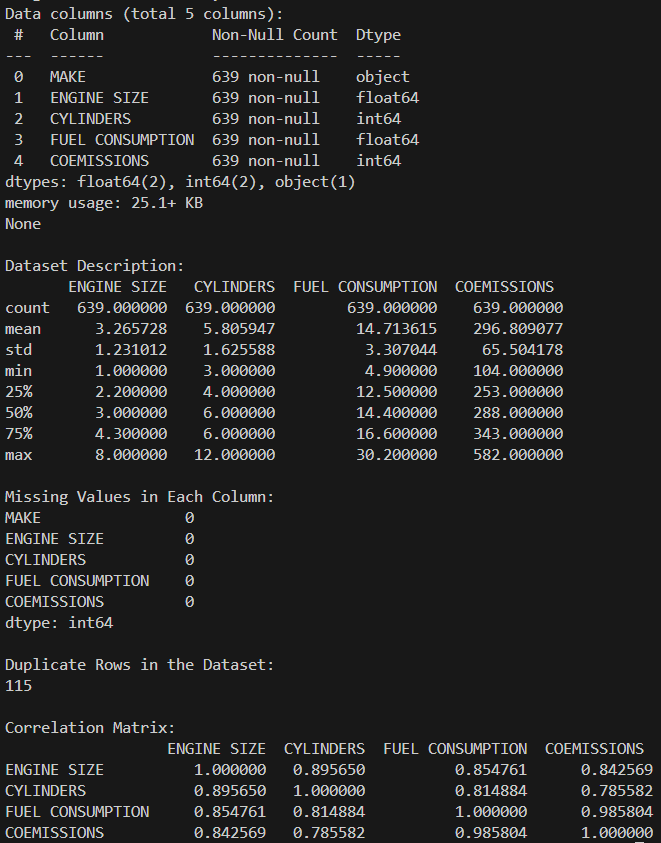 Data columns (total 5 columns):
 #   Column            Non-Null Count  Dtype
---  ------            --------------  -----
 0   MAKE              639 non-null    object
 1   ENGINE SIZE       639 non-null    float64
 2   CYLINDERS         639 non-null    int64
 3   FUEL CONSUMPTION  639 non-null    float64
 4   COEMISSIONS       639 non-null    int64
dtypes: float64(2), int64(2), object(1)
memory usage: 25.1+ KB
None

Dataset Description:
       ENGINE SIZE   CYLINDERS  FUEL CONSUMPTION  COEMISSIONS
count   639.000000  639.000000        639.000000   639.000000
mean      3.265728    5.805947         14.713615   296.809077
std       1.231012    1.625588          3.307044    65.504178
min       1.000000    3.000000          4.900000   104.000000
25%       2.200000    4.000000         12.500000   253.000000
50%       3.000000    6.000000         14.400000   288.000000
75%       4.300000    6.000000         16.600000   343.000000
max       8.000000   12.000000         30.200000   582.000000

Missing Values in Each Column:
MAKE                0
ENGINE SIZE         0
CYLINDERS           0
FUEL CONSUMPTION    0
COEMISSIONS         0
dtype: int64

Duplicate Rows in the Dataset:
115

Correlation Matrix:
                  ENGINE SIZE  CYLINDERS  FUEL CONSUMPTION  COEMISSIONS
ENGINE SIZE          1.000000   0.895650          0.854761     0.842569
CYLINDERS            0.895650   1.000000          0.814884     0.785582
FUEL CONSUMPTION     0.854761   0.814884          1.000000     0.985804
COEMISSIONS          0.842569   0.785582          0.985804     1.000000